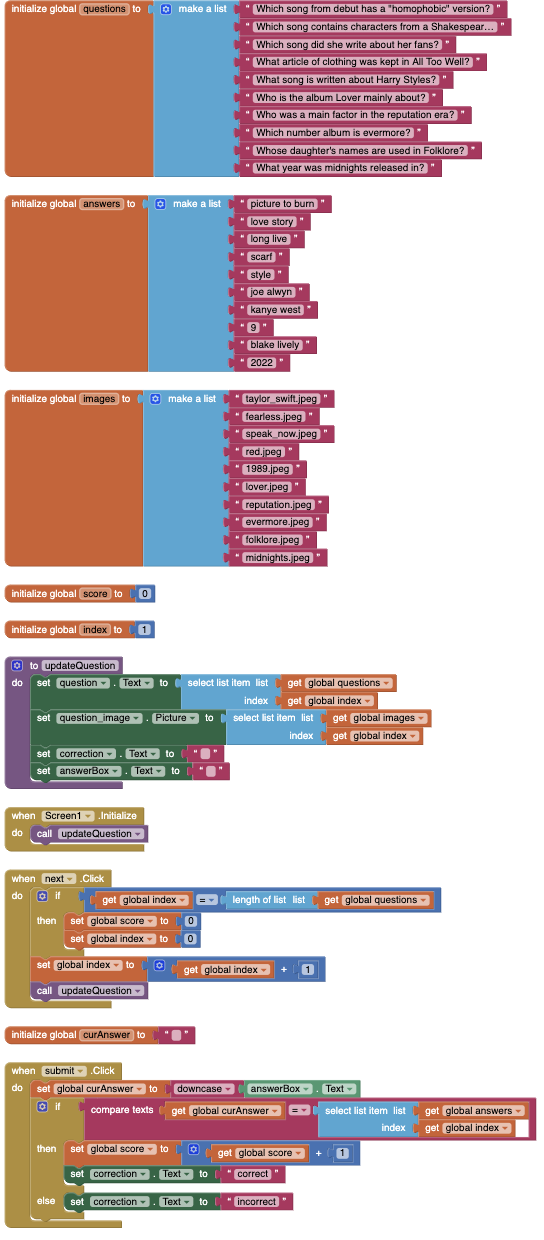 initialize global questions to make a list " Which song from debut has a "homophobic" version? "
" Which song contains characters from a Shakespear... "
" Which song did she write about her fans? "
" What article of clothing was kept in All Too Well? "
" What song is written about Harry Styles? "
" Who is the album Lover mainly about? "
" Who was a main factor in the reputation era? "
" Which number album is evermore? "
" Whose daughter's names are used in Folklore? "
" What year was midnights released in? "
initialize global answers to make a list " picture to burn "
" love story "
" long live "
" scarf "
" style "
" joe alwyn "
" kanye west "
" 9 "
" blake lively "
" 2022 "
initialize global images to make a list " taylor_swift.jpeg "
" fearless.jpeg "
" speak_now.jpeg "
" red.jpeg "
" 1989.jpeg "
" lover.jpeg "
" reputation.jpeg "
" evermore.jpeg "
" folklore.jpeg "
" midnights.jpeg "
initialize global score to 0
initialize global index to 1
to updateQuestion
do set question . Text to select list item list get global questions
index get global index
set question_image . Picture to select list item list get global images
index get global index
set correction . Text to " "
set answerBox . Text to " "
when Screen1 .Initialize
do call updateQuestion
when next .Click
do if get global index = length of list list get global questions
then set global score to 0
set global index to 0
set global index to get global index + 1
call updateQuestion
initialize global curAnswer to " "
when submit .Click
do set global curAnswer to downcase answerBox . Text
if compare texts get global curAnswer = select list item list get global answers
index get global index
then set global score to get global score + 1
set correction . Text to " correct "
else set correction . Text to " incorrect "